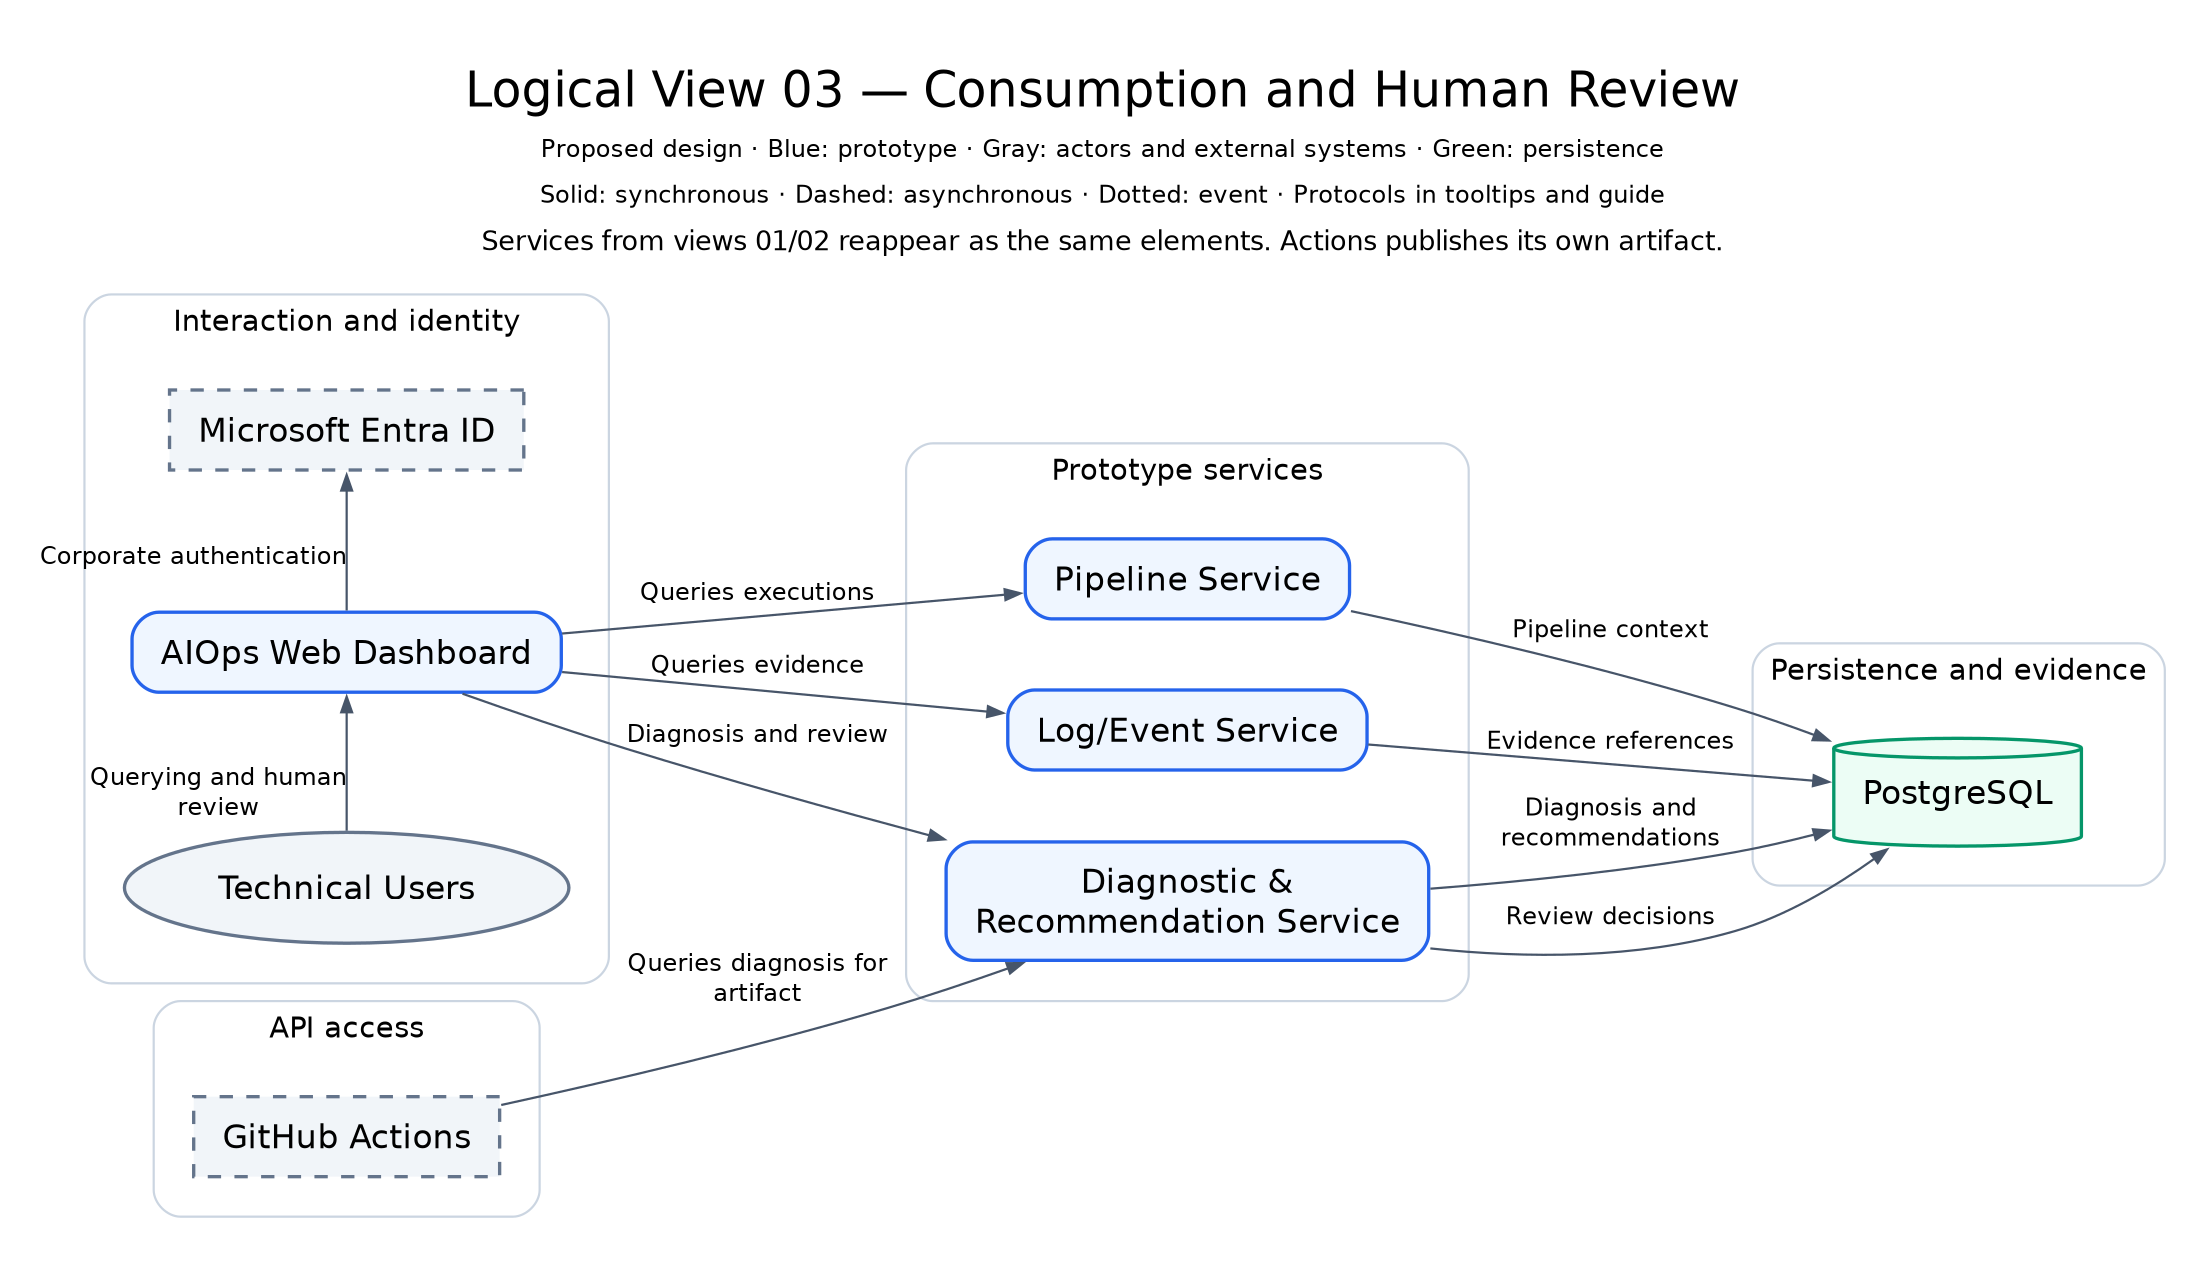 Logical View 03 — Consumption and Human Review
Proposed design · Blue: prototype · Gray: actors and external systems · Green: persistence
Solid: synchronous · Dashed: asynchronous · Dotted: event · Protocols in tooltips and guide
Services from views 01/02 reappear as the same elements. Actions publishes its own artifact.
Interaction and identity
Microsoft Entra ID
Corporate authentication
AIOps Web Dashboard
Querying and human
review
Technical Users
API access
GitHub Actions
Queries executions
Queries evidence
Diagnosis and review
Queries diagnosis for
artifact
Prototype services
Pipeline Service
Log/Event Service
Diagnostic &
Recommendation Service
Pipeline context
Evidence references
Diagnosis and
recommendations
Review decisions
Persistence and evidence
PostgreSQL